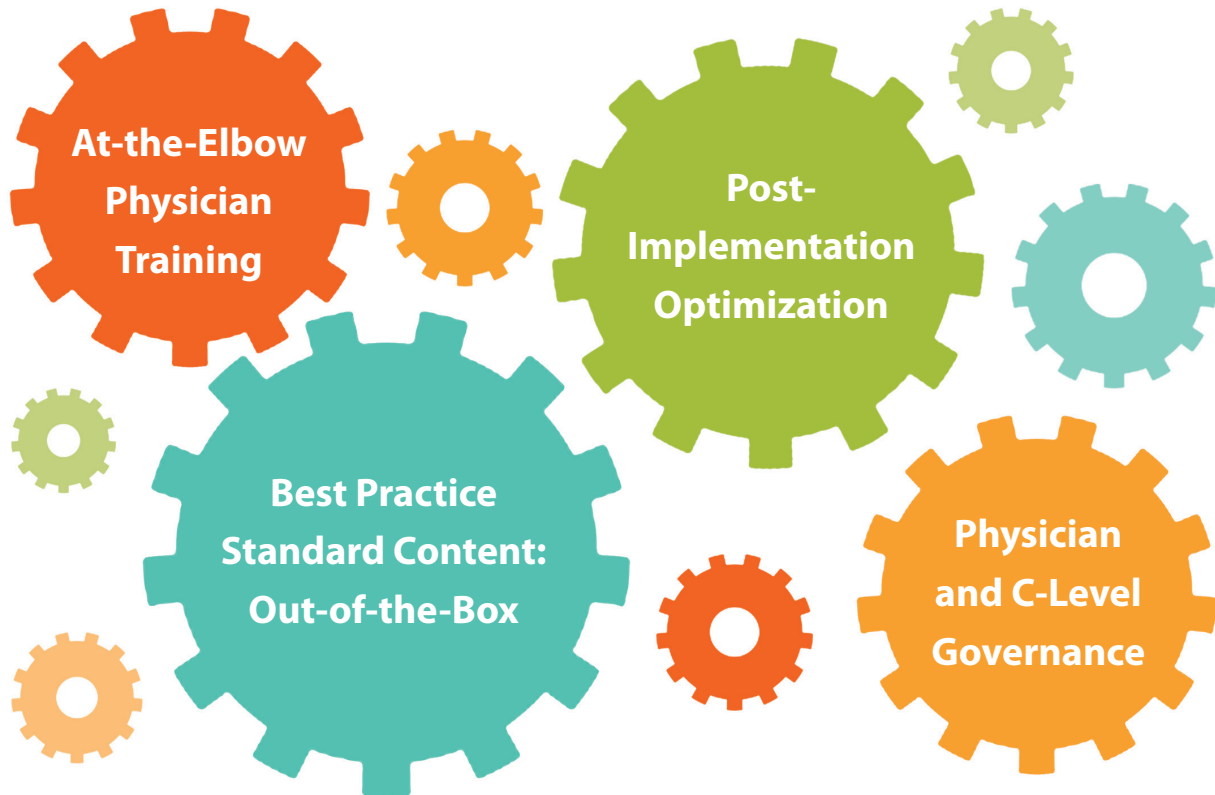 At-the-Elbow
Physician
Training
Post-
Implementation
Optimization
Best Practice
Standard Content:
Out-of-the-Box
Physician
and C-Level
Governance